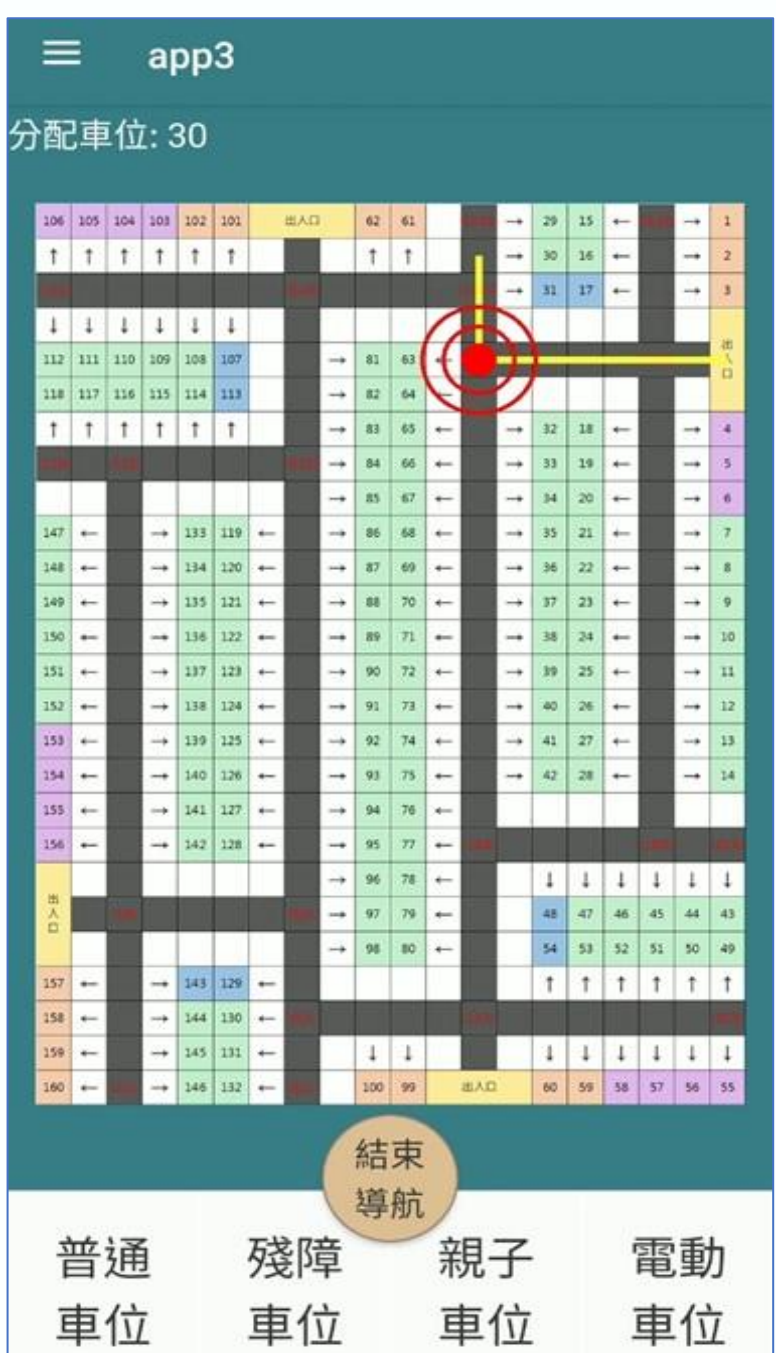 app3
分配車位: 30
106 105 104 103 102 101 出入口 62 61 → 29 15 ← → 1
↑ ↑ ↑ ↑ ↑ ↑ ↑ ↑ → 30 16 ← → 2
→ 31 17 ← → 3
↓ ↓ ↓ ↓ ↓ ↓ 出入口
112 111 110 109 108 107 → 81 63 ←
118 117 116 115 114 113 → 82 64 ←
↑ ↑ ↑ ↑ ↑ ↑ → 83 65 ← → 32 18 ← → 4
→ 84 66 ← → 33 19 ← → 5
→ 85 67 ← → 34 20 ← → 6
147 ← → 133 119 ← → 86 68 ← → 35 21 ← → 7
148 ← → 134 120 ← → 87 69 ← → 36 22 ← → 8
149 ← → 135 121 ← → 88 70 ← → 37 23 ← → 9
150 ← → 136 122 ← → 89 71 ← → 38 24 ← → 10
151 ← → 137 123 ← → 90 72 ← → 39 25 ← → 11
152 ← → 138 124 ← → 91 73 ← → 40 26 ← → 12
153 ← → 139 125 ← → 92 74 ← → 41 27 ← → 13
154 ← → 140 126 ← → 93 75 ← → 42 28 ← → 14
155 ← → 141 127 ← → 94 76 ←
156 ← → 142 128 ← → 95 77 ←
出入口 → 96 78 ← ↓ ↓ ↓ ↓ ↓ ↓
→ 97 79 ← 48 47 46 45 44 43
→ 98 80 ← 54 53 52 51 50 49
157 ← → 143 129 ← ↑ ↑ ↑ ↑ ↑ ↑
158 ← → 144 130 ←
159 ← → 145 131 ← ↓ ↓ ↓ ↓ ↓ ↓ ↓ ↓
160 ← → 146 132 ← 100 99 出入口 60 59 58 57 56 55
結束
導航
普通 殘障 親子 電動
車位 車位 車位 車位